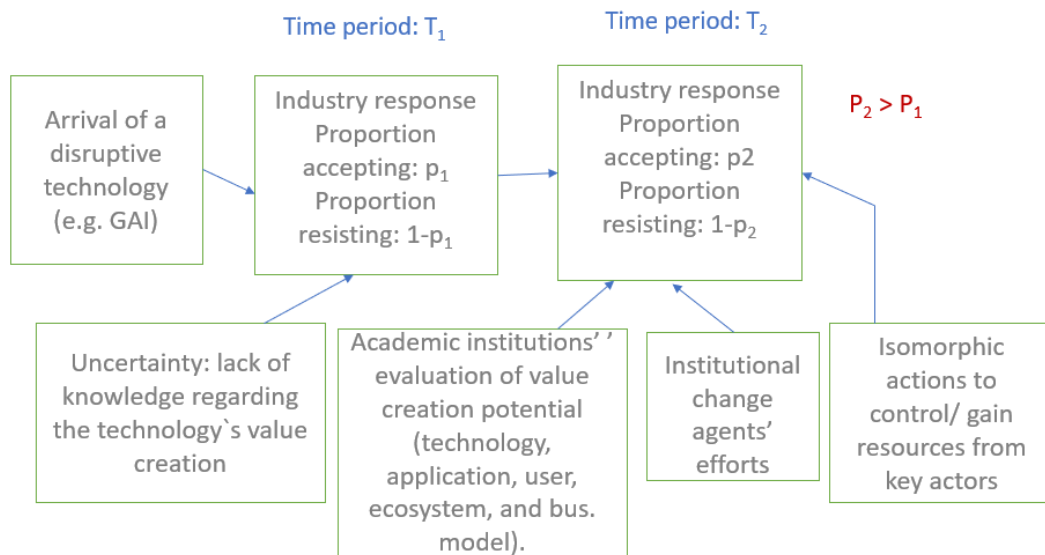 Time period: T₁
Time period: T₂
Arrival of a
disruptive
technology
(e.g. GAI)
Industry response
Proportion
accepting: p₁
Proportion
resisting: 1-p₁
Industry response
Proportion
accepting: p2
Proportion
resisting: 1-p₂
P₂ > P₁
Uncertainty: lack of
knowledge regarding
the technology`s value
creation
Academic institutions’ ’
evaluation of value
creation potential
(technology,
application, user,
ecosystem, and bus.
model).
Institutional
change
agents’
efforts
Isomorphic
actions to
control/ gain
resources from
key actors